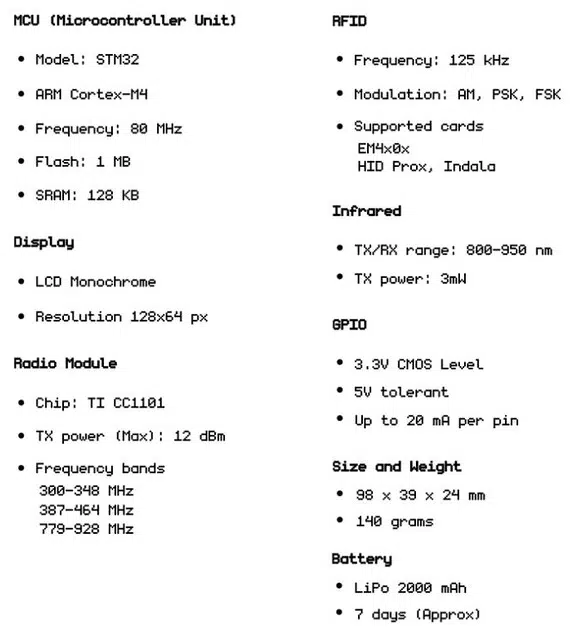 MCU (Microcontroller Unit)
• Model: STM32
• ARM Cortex-M4
• Frequency: 80 MHz
• Flash: 1 MB
• SRAM: 128 KB
Display
• LCD Monochrome
• Resolution 128x64 px
Radio Module
• Chip: TI CC1101
• TX power (Max): 12 dBm
• Frequency bands
300-348 MHz
387-464 MHz
779-928 MHz
RFID
• Frequency: 125 kHz
• Modulation: AM, PSK, FSK
• Supported cards
EM4x0x
HID Prox, Indala
Infrared
• TX/RX range: 800-950 nm
• TX power: 3mW
GPIO
• 3.3V CMOS Level
• 5V tolerant
• Up to 20 mA per pin
Size and Weight
• 98 x 39 x 24 mm
• 140 grams
Battery
• LiPo 2000 mAh
• 7 days (Approx)